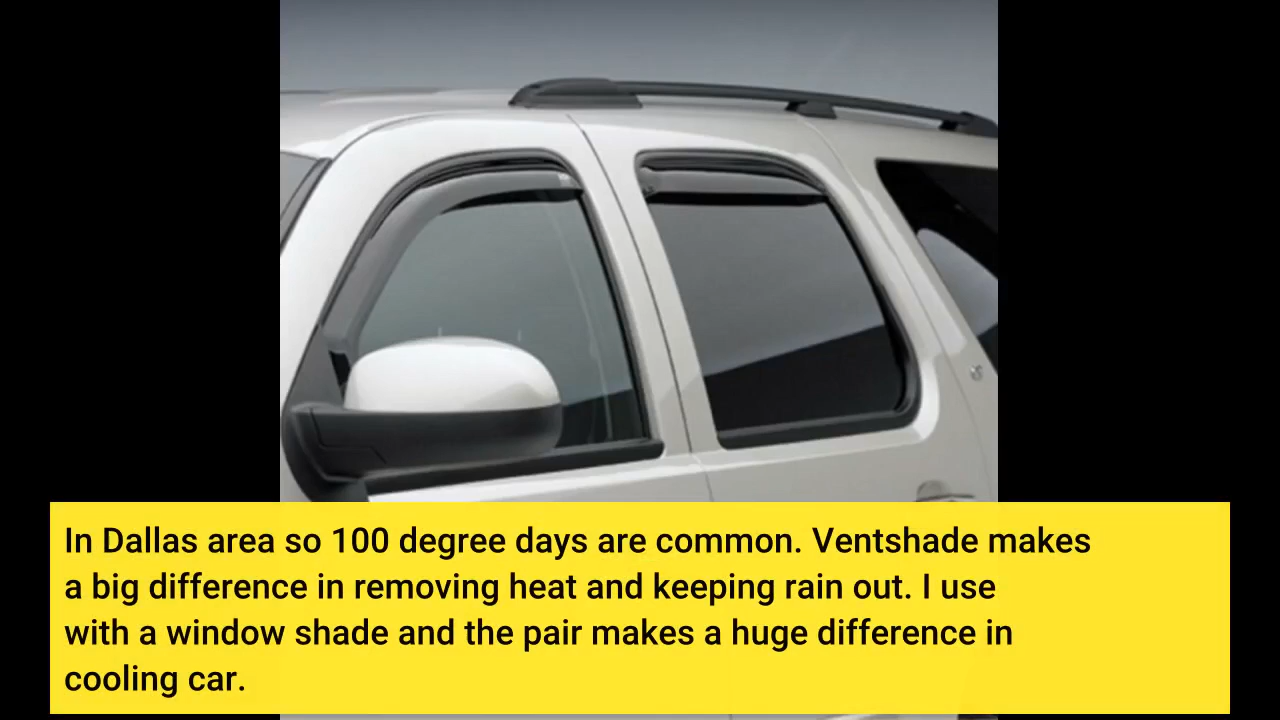 In Dallas area so 100 degree days are common. Ventshade makes
a big difference in removing heat and keeping rain out. I use
with a window shade and the pair makes a huge difference in
cooling car.